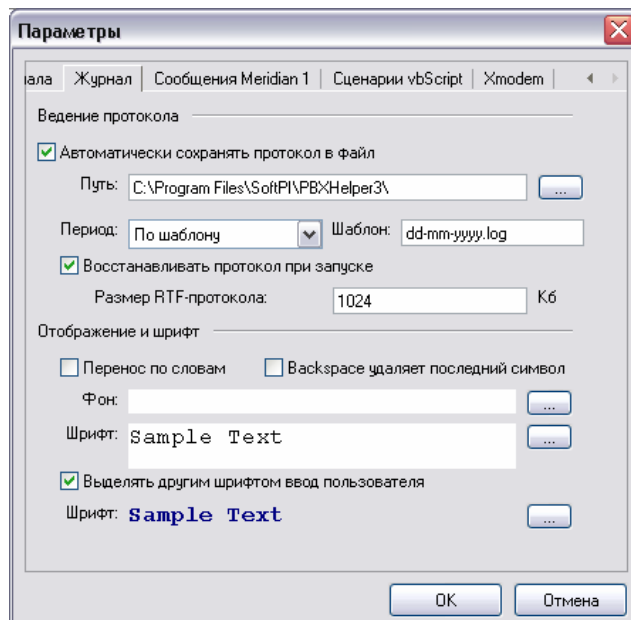 Параметры
нала Журнал Сообщения Meridian 1 Сценарии vbScript Xmodem
Ведение протокола
Автоматически сохранять протокол в файл
Путь: C:\Program Files\SoftPI\PBXHelper3\ ...
Период: По шаблону Шаблон: dd-mm-yyyy.log
Восстанавливать протокол при запуске
Размер RTF-протокола: 1024 Кб
Отображение и шрифт
Перенос по словам Backspace удаляет последний символ
Фон: ...
Шрифт: Sample Text ...
Выделять другим шрифтом ввод пользователя
Шрифт: Sample Text ...
OK Отмена